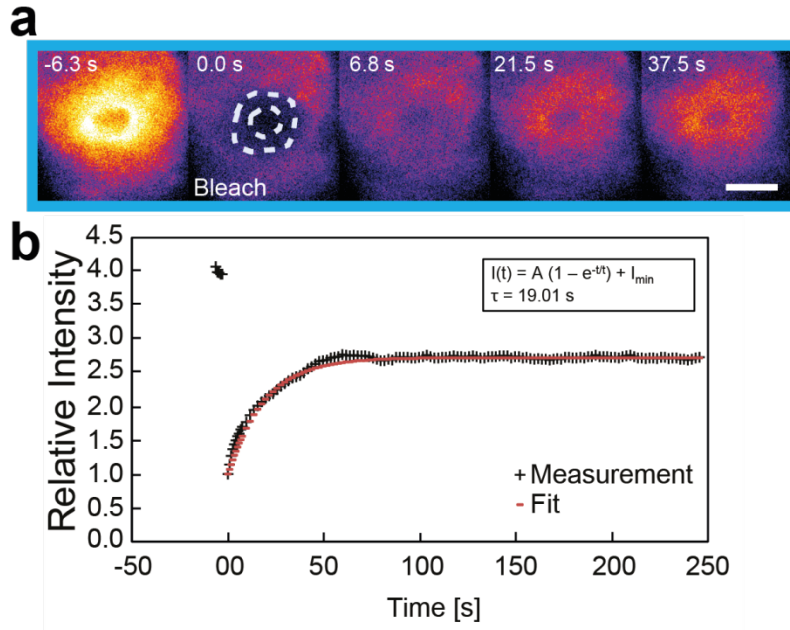 a
-6.3 s 0.0 s 6.8 s 21.5 s 37.5 s
Bleach
b
4.5
4.0
3.5
3.0
2.5
2.0
1.5
1.0
0.5
0.0
Relative Intensity
I(t) = A (1 – e^-t/t) + I_min
τ = 19.01 s
+ Measurement
- Fit
-50 00 50 100 150 200 250
Time [s]